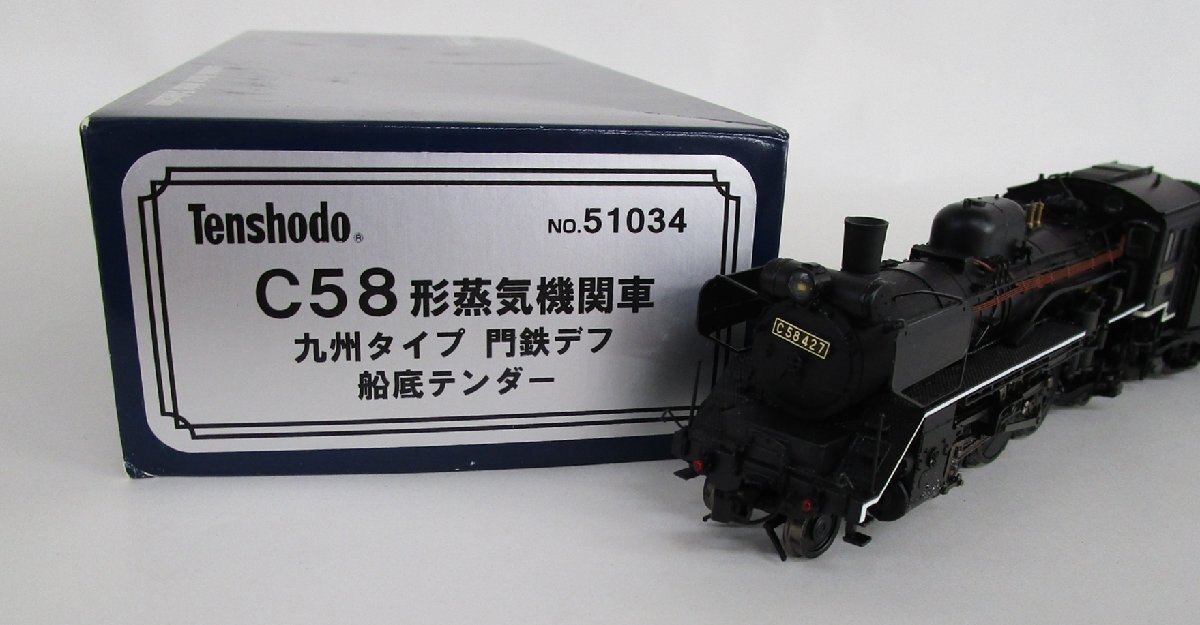 Tenshodo®
NO.51034
C58形蒸気機関車
九州タイプ 門鉄デフ
船底テンダー
C58427